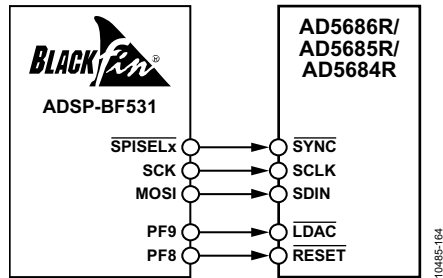 BLACKfin®
ADSP-BF531
SPISELx
SCK
MOSI
PF9
PF8
AD5686R/
AD5685R/
AD5684R
SYNC
SCLK
SDIN
LDAC
RESET
10485-164